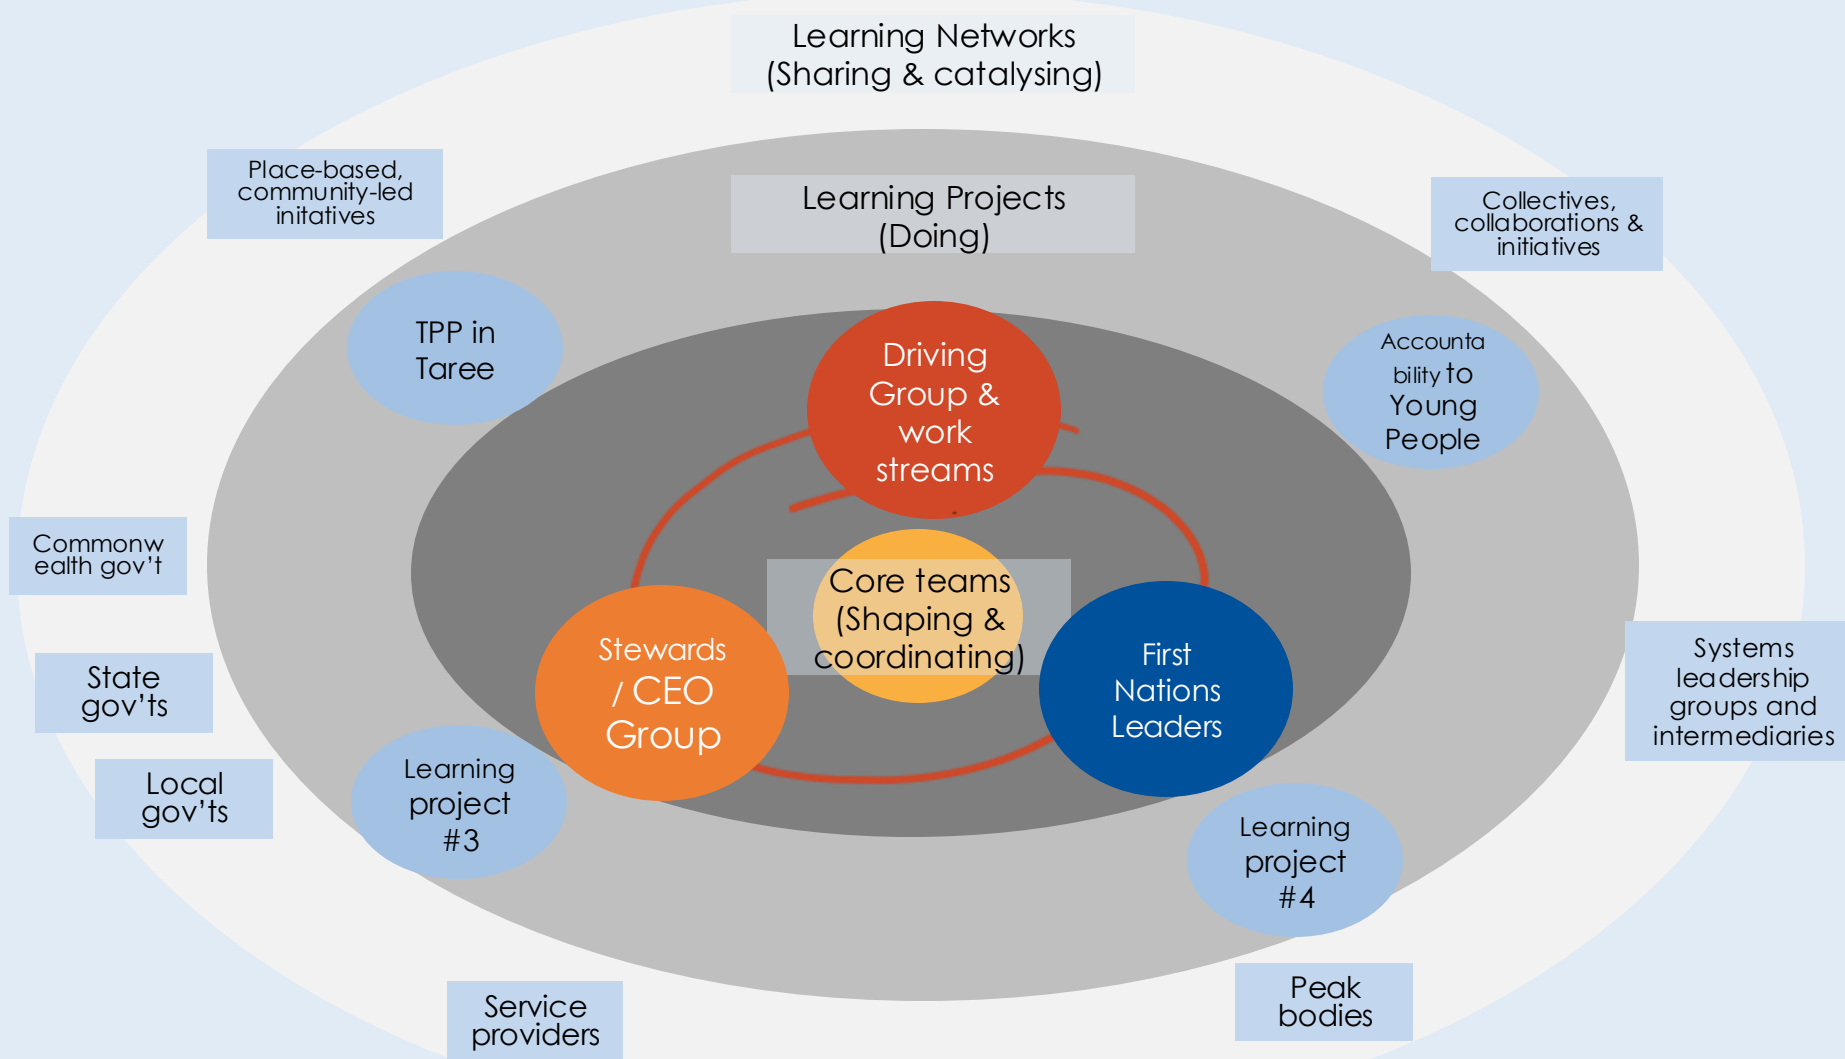 Learning Networks
(Sharing & catalysing)
Place-based,
community-led
initatives
Learning Projects
(Doing)
Collectives,
collaborations &
initiatives
TPP in
Taree
Driving
Group &
work
streams
Accounta
bility to
Young
People
Commonw
ealth gov't
Core teams
(Shaping &
coordinating)
Stewards
/ CEO
Group
First
Nations
Leaders
State
gov'ts
Systems
leadership
groups and
intermediaries
Local
gov'ts
Learning
project
#3
Learning
project
#4
Service
providers
Peak
bodies